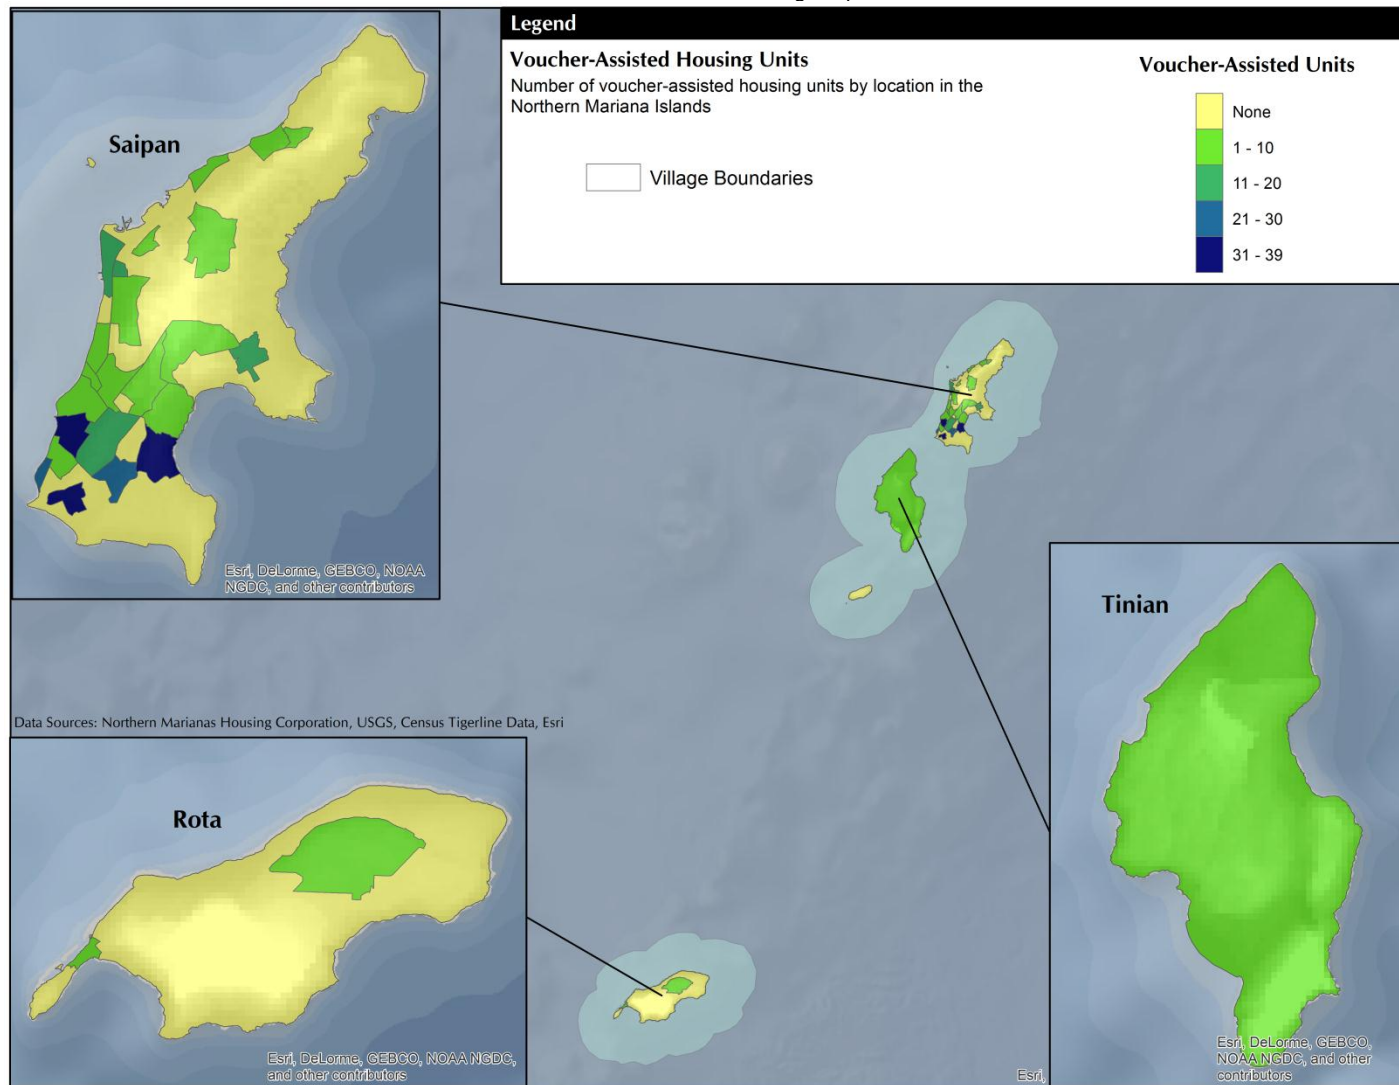 Legend
Voucher-Assisted Housing Units
Number of voucher-assisted housing units by location in the
Northern Mariana Islands
Village Boundaries
Voucher-Assisted Units
None
1 - 10
11 - 20
21 - 30
31 - 39
Saipan
Esri, DeLorme, GEBCO, NOAA
NGDC, and other contributors
Tinian
Esri, DeLorme, GEBCO,
NOAA NGDC, and other
contributors
Data Sources: Northern Marianas Housing Corporation, USGS, Census Tigerline Data, Esri
Rota
Esri, DeLorme, GEBCO, NOAA NGDC,
and other contributors
Esri,